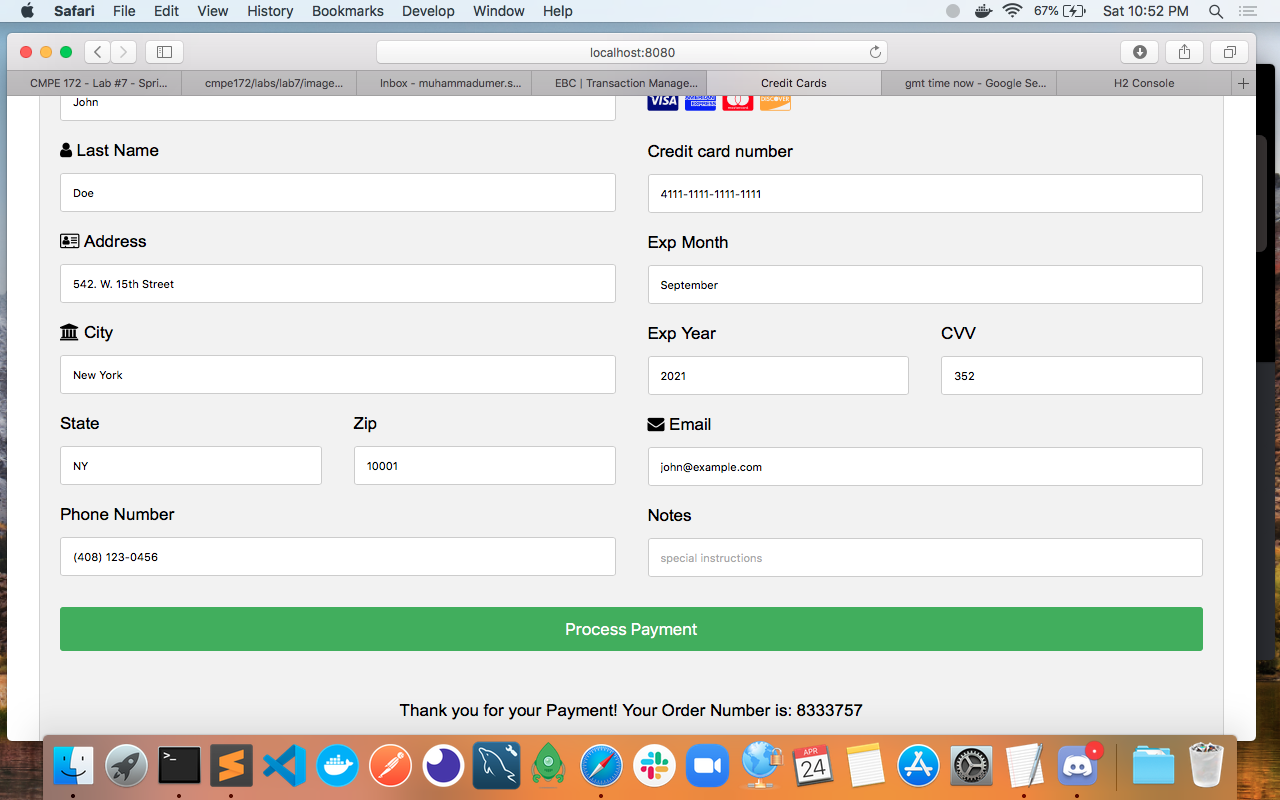 Safari File Edit View History Bookmarks Develop Window Help 67% Sat 10:52 PM
localhost:8080
CMPE 172 - Lab #7 - Spri... cmpe172/labs/lab7/image... Inbox - muhammadumer.s... EBC | Transaction Manage... Credit Cards gmt time now - Google Se... H2 Console
John
VISA AMERICAN EXPRESS mastercard DISCOVER
Last Name
Doe
Address
542. W. 15th Street
City
New York
State Zip
NY 10001
Phone Number
(408) 123-0456
Credit card number
4111-1111-1111-1111
Exp Month
September
Exp Year CVV
2021 352
Email
john@example.com
Notes
special instructions
Process Payment
Thank you for your Payment! Your Order Number is: 8333757
APR
24